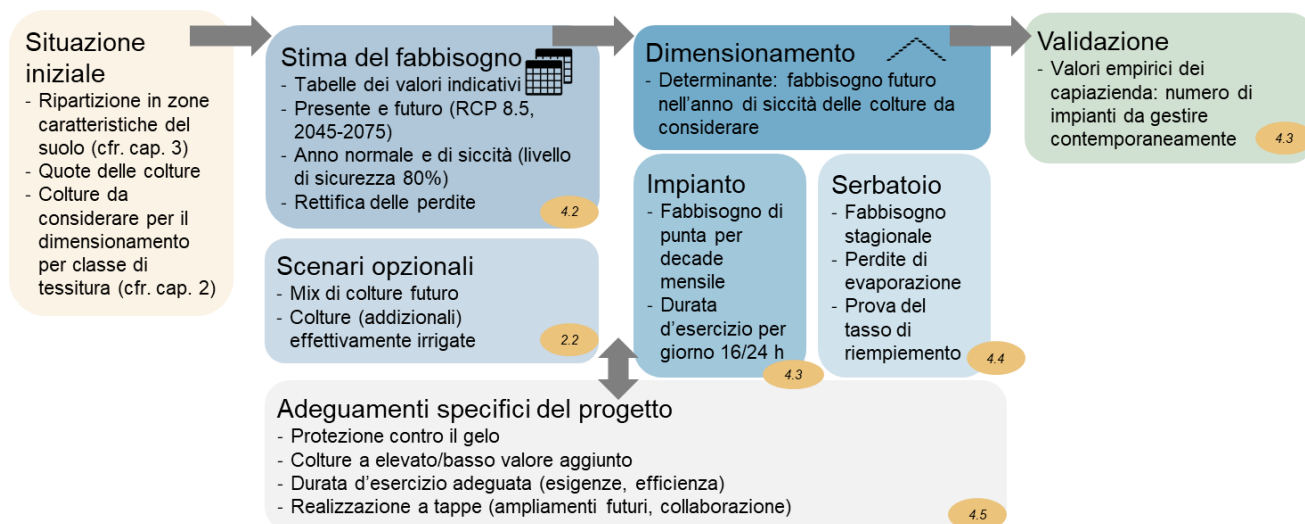 Situazione
iniziale
- Ripartizione in zone
caratteristiche del
suolo (cfr. cap. 3)
- Quote delle colture
- Colture da
considerare per il
dimensionamento
per classe di
tessitura (cfr. cap. 2)
Stima del fabbisogno
- Tabelle dei valori indicativi
- Presente e futuro (RCP 8.5,
2045-2075)
- Anno normale e di siccità (livello
di sicurezza 80%)
- Rettifica delle perdite
4.2
Scenari opzionali
- Mix di colture futuro
- Colture (addizionali)
effettivamente irrigate
2.2
Dimensionamento
- Determinante: fabbisogno futuro
nell'anno di siccità delle colture da
considerare
Impianto
- Fabbisogno di
punta per
decade
mensile
- Durata
d'esercizio per
giorno 16/24 h
4.3
Serbatoio
- Fabbisogno
stagionale
- Perdite di
evaporazione
- Prova del
tasso di
riempiemento
4.4
Validazione
- Valori empirici dei
capiazienda: numero di
impianti da gestire
contemporaneamente
4.3
Adeguamenti specifici del progetto
- Protezione contro il gelo
- Colture a elevato/basso valore aggiunto
- Durata d'esercizio adeguata (esigenze, efficienza)
- Realizzazione a tappe (ampliamenti futuri, collaborazione)
4.5